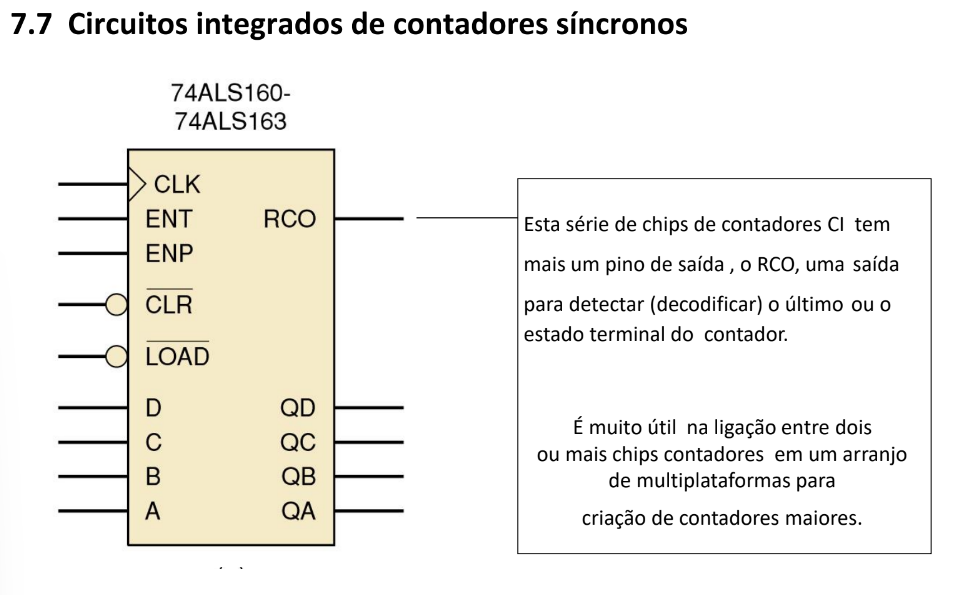 7.7 Circuitos integrados de contadores síncronos
74ALS160-
74ALS163
CLK
ENT RCO
ENP
CLR
LOAD
D QD
C QC
B QB
A QA
Esta série de chips de contadores CI tem
mais um pino de saída , o RCO, uma saída
para detectar (decodificar) o último ou o
estado terminal do contador.
É muito útil na ligação entre dois
ou mais chips contadores em um arranjo
de multiplataformas para
criação de contadores maiores.